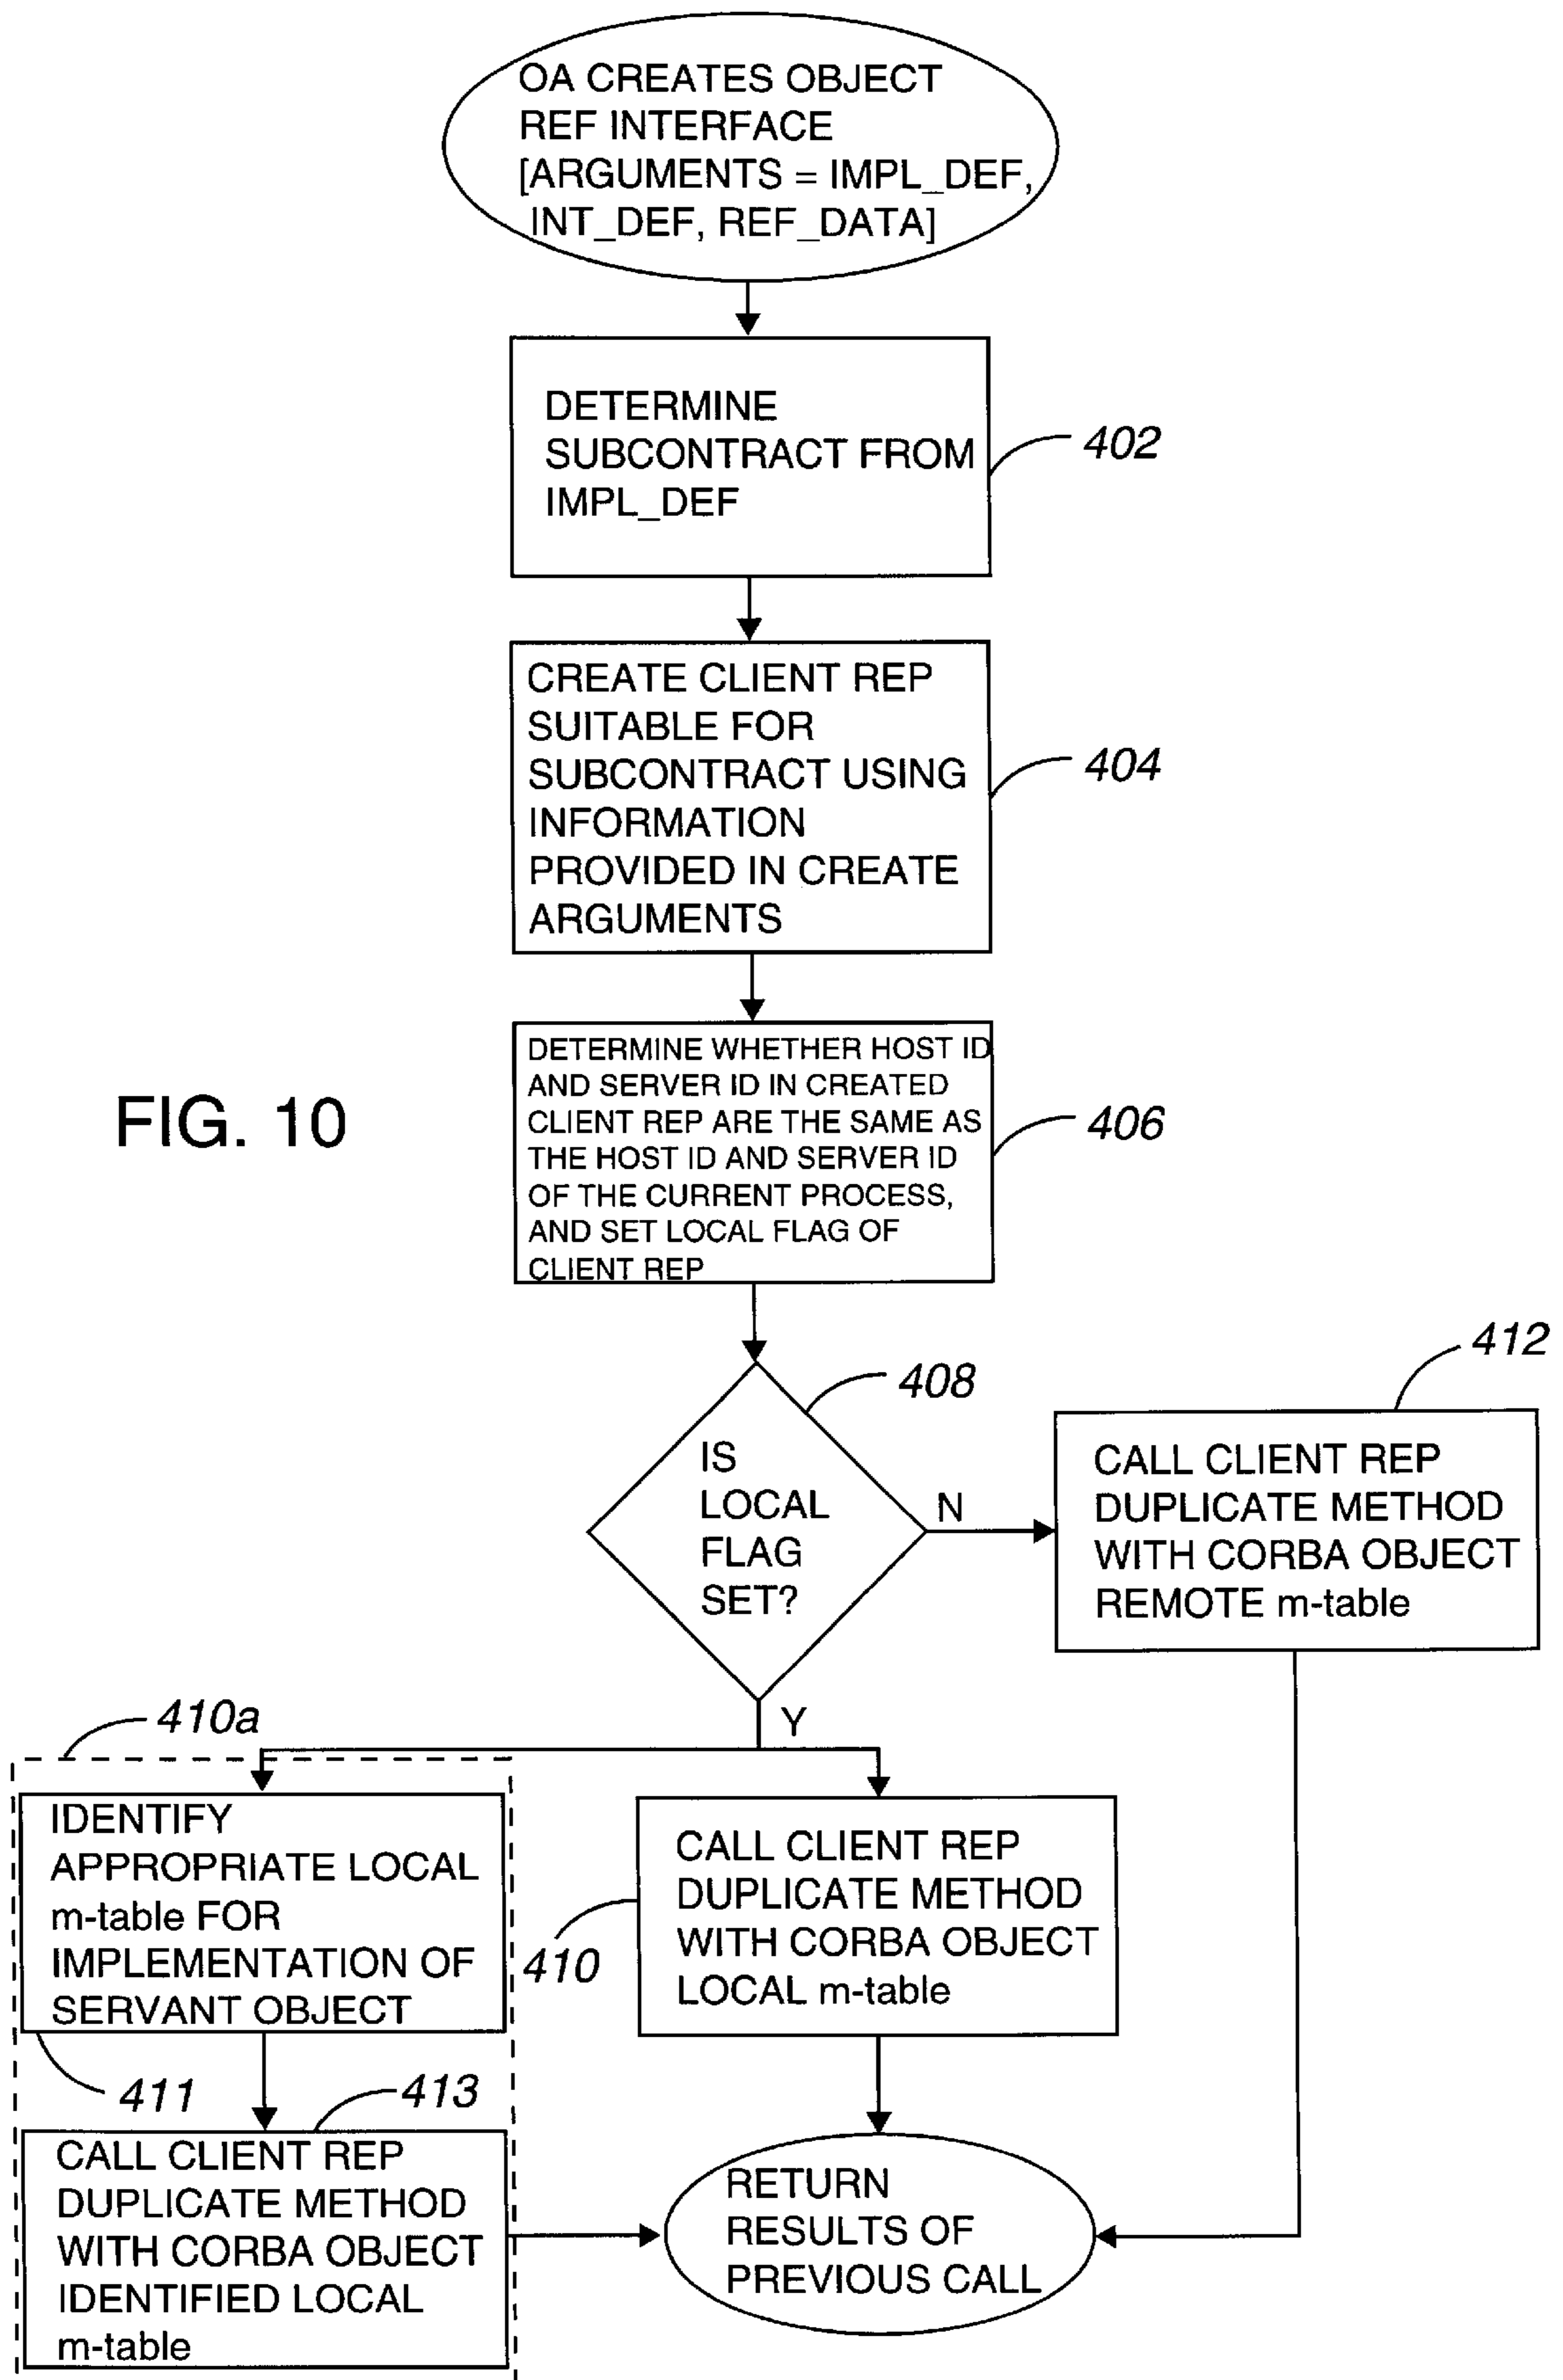 OA CREATES OBJECT
REF INTERFACE
[ARGUMENTS = IMPL_DEF,
INT_DEF, REF_DATA]
DETERMINE
SUBCONTRACT FROM
IMPL_DEF
402
CREATE CLIENT REP
SUITABLE FOR
SUBCONTRACT USING
INFORMATION
PROVIDED IN CREATE
ARGUMENTS
404
FIG. 10
DETERMINE WHETHER HOST ID
AND SERVER ID IN CREATED
CLIENT REP ARE THE SAME AS
THE HOST ID AND SERVER ID
OF THE CURRENT PROCESS,
AND SET LOCAL FLAG OF
CLIENT REP
406
408
IS
LOCAL
FLAG
SET?
N
412
CALL CLIENT REP
DUPLICATE METHOD
WITH CORBA OBJECT
REMOTE m-table
Y
410a
IDENTIFY
APPROPRIATE LOCAL
m-table FOR
IMPLEMENTATION OF
SERVANT OBJECT
411
410
CALL CLIENT REP
DUPLICATE METHOD
WITH CORBA OBJECT
LOCAL m-table
413
CALL CLIENT REP
DUPLICATE METHOD
WITH CORBA OBJECT
IDENTIFIED LOCAL
m-table
RETURN
RESULTS OF
PREVIOUS CALL